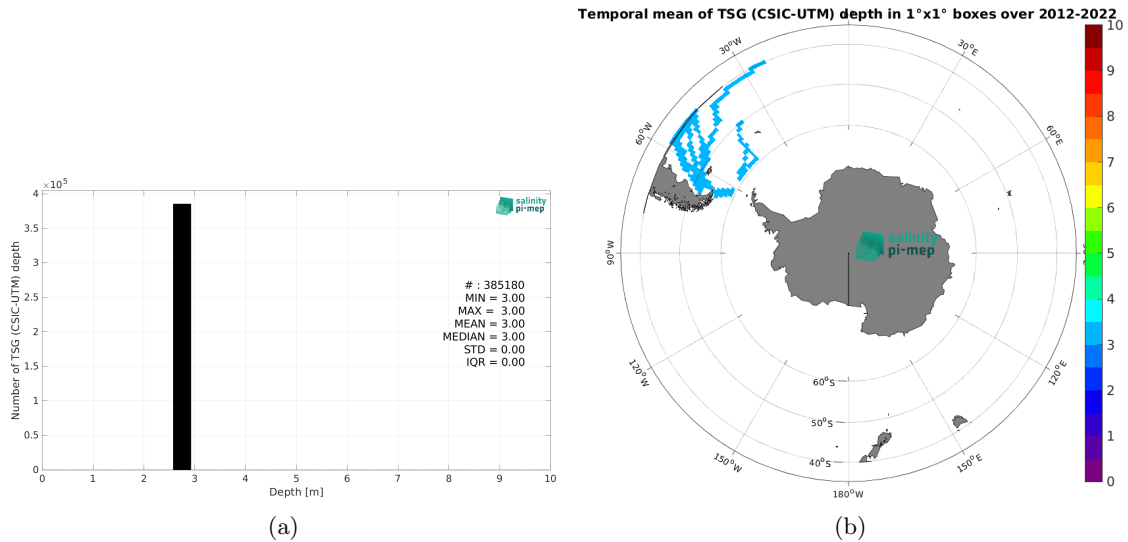 ×10⁵
4
3.5
3
2.5
2
1.5
1
0.5
0
Number of TSG (CSIC-UTM) depth
salinity
pi-mep
# : 385180
MIN = 3.00
MAX = 3.00
MEAN = 3.00
MEDIAN = 3.00
STD = 0.00
IQR = 0.00
0 1 2 3 4 5 6 7 8 9 10
Depth [m]
(a)
Temporal mean of TSG (CSIC-UTM) depth in 1°x1° boxes over 2012-2022
30°W
30°E
60°W
60°E
90°W
salinity
pi-mep
120°W
120°E
60°S
50°S
40°S
150°W
150°E
180°W
10
9
8
7
6
5
4
3
2
1
0
(b)